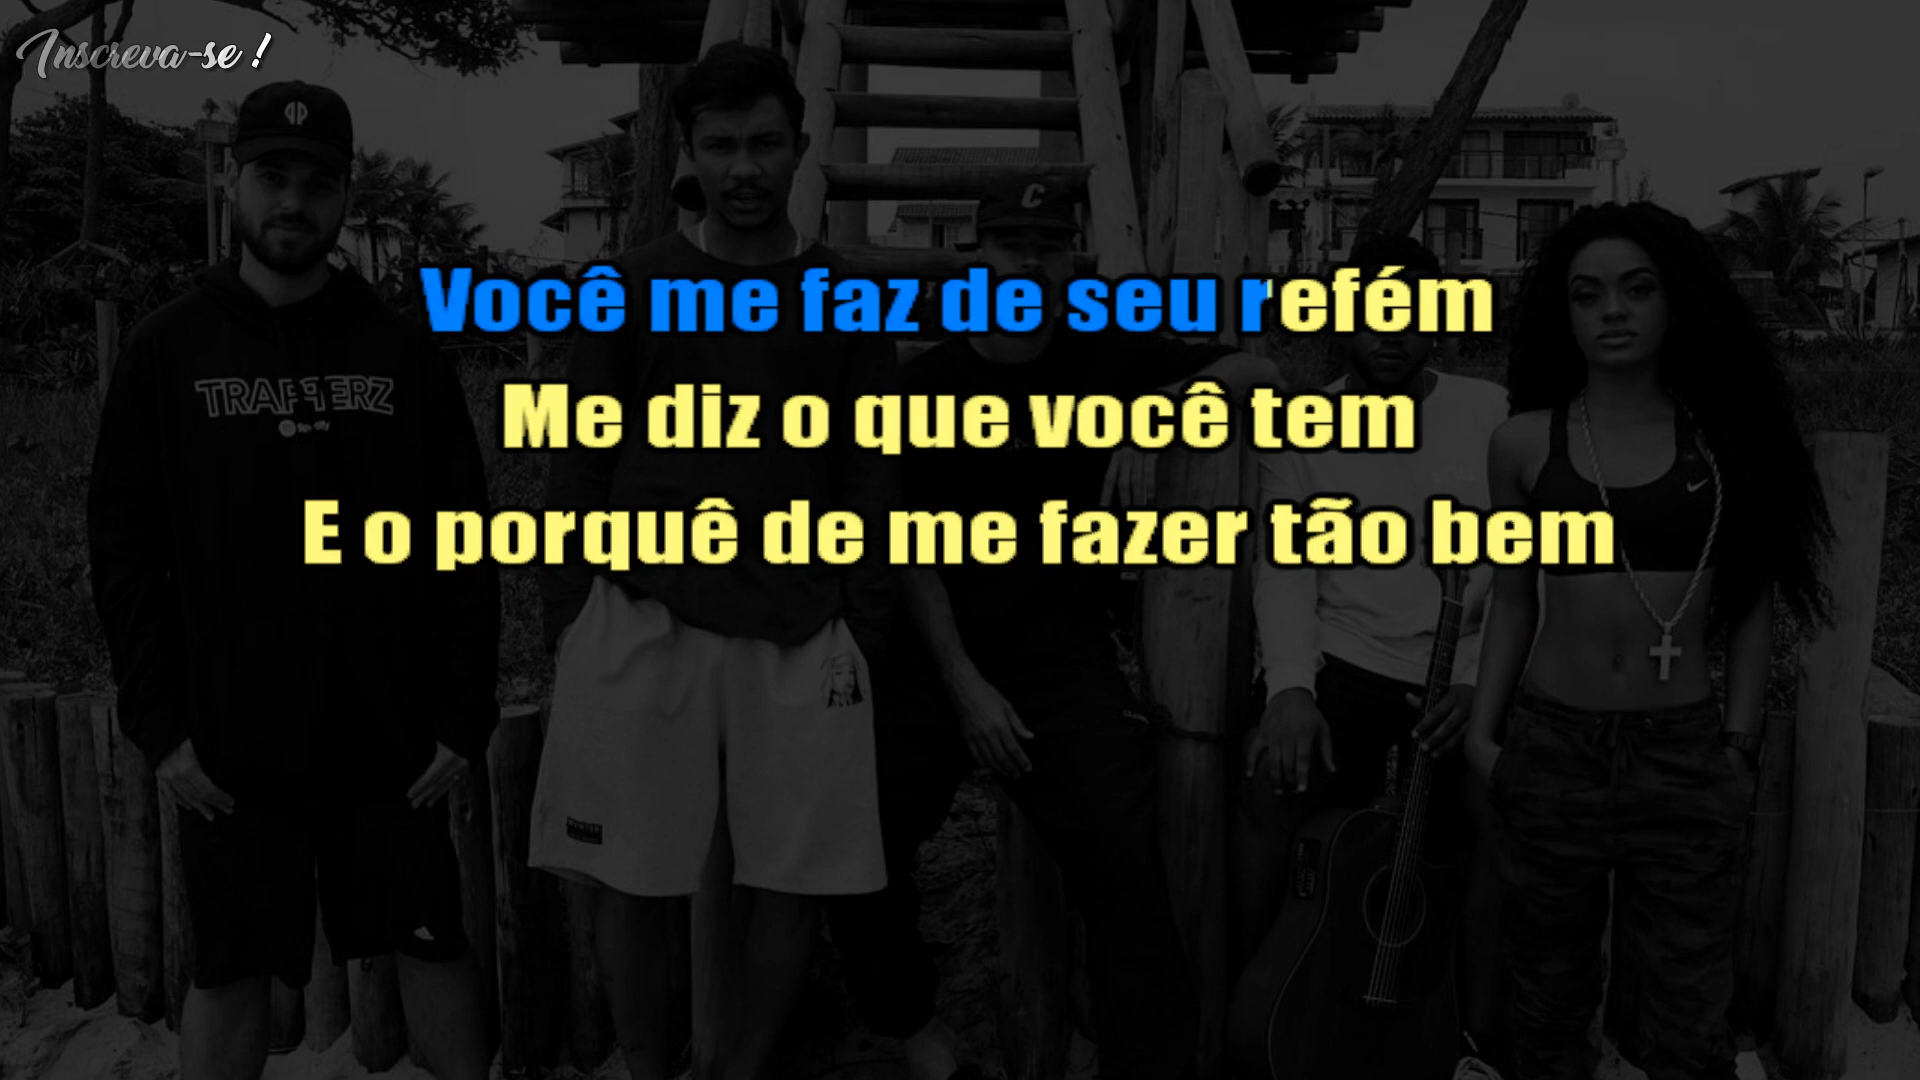 Inscreva-se !
TRAPPERZ
Spotify
C
Você me faz de seu refém
Me diz o que você tem
E o porquê de me fazer tão bem